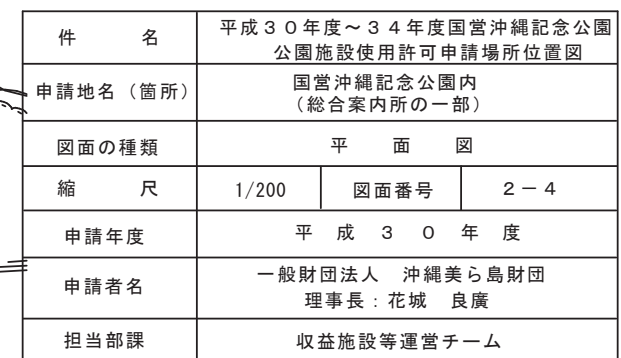 件　　名　平成３０年度～３４年度国営沖縄記念公園
公園施設使用許可申請場所位置図
申請地名（箇所）　国営沖縄記念公園内
（総合案内所の一部）
図面の種類　平　面　図
縮　　尺　1/200　図面番号　２－４
申請年度　平　成　３　０　年　度
申請者名　一般財団法人　沖縄美ら島財団
理事長：花城　良廣
担当部課　収益施設等運営チーム